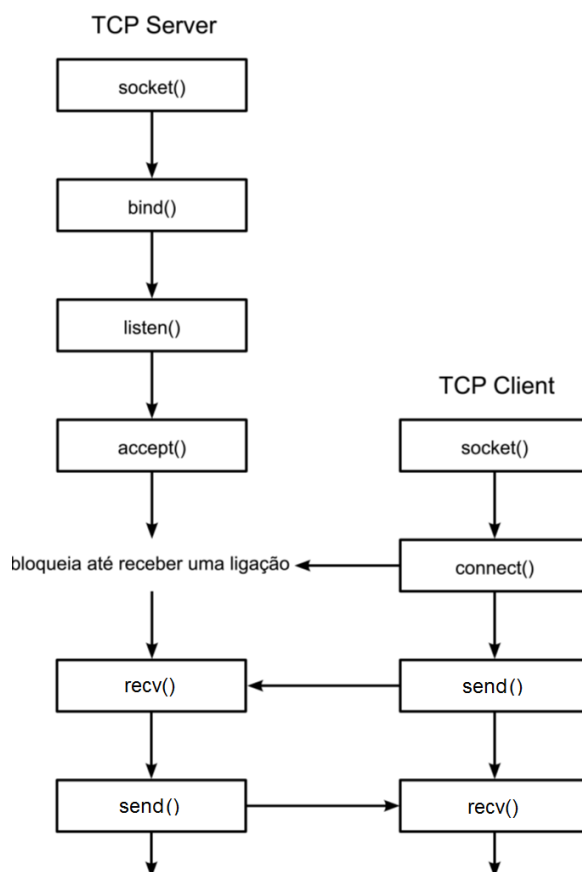 TCP Server
socket()
bind()
listen()
TCP Client
accept()
socket()
bloqueia até receber uma ligação
connect()
recv()
send()
send()
recv()